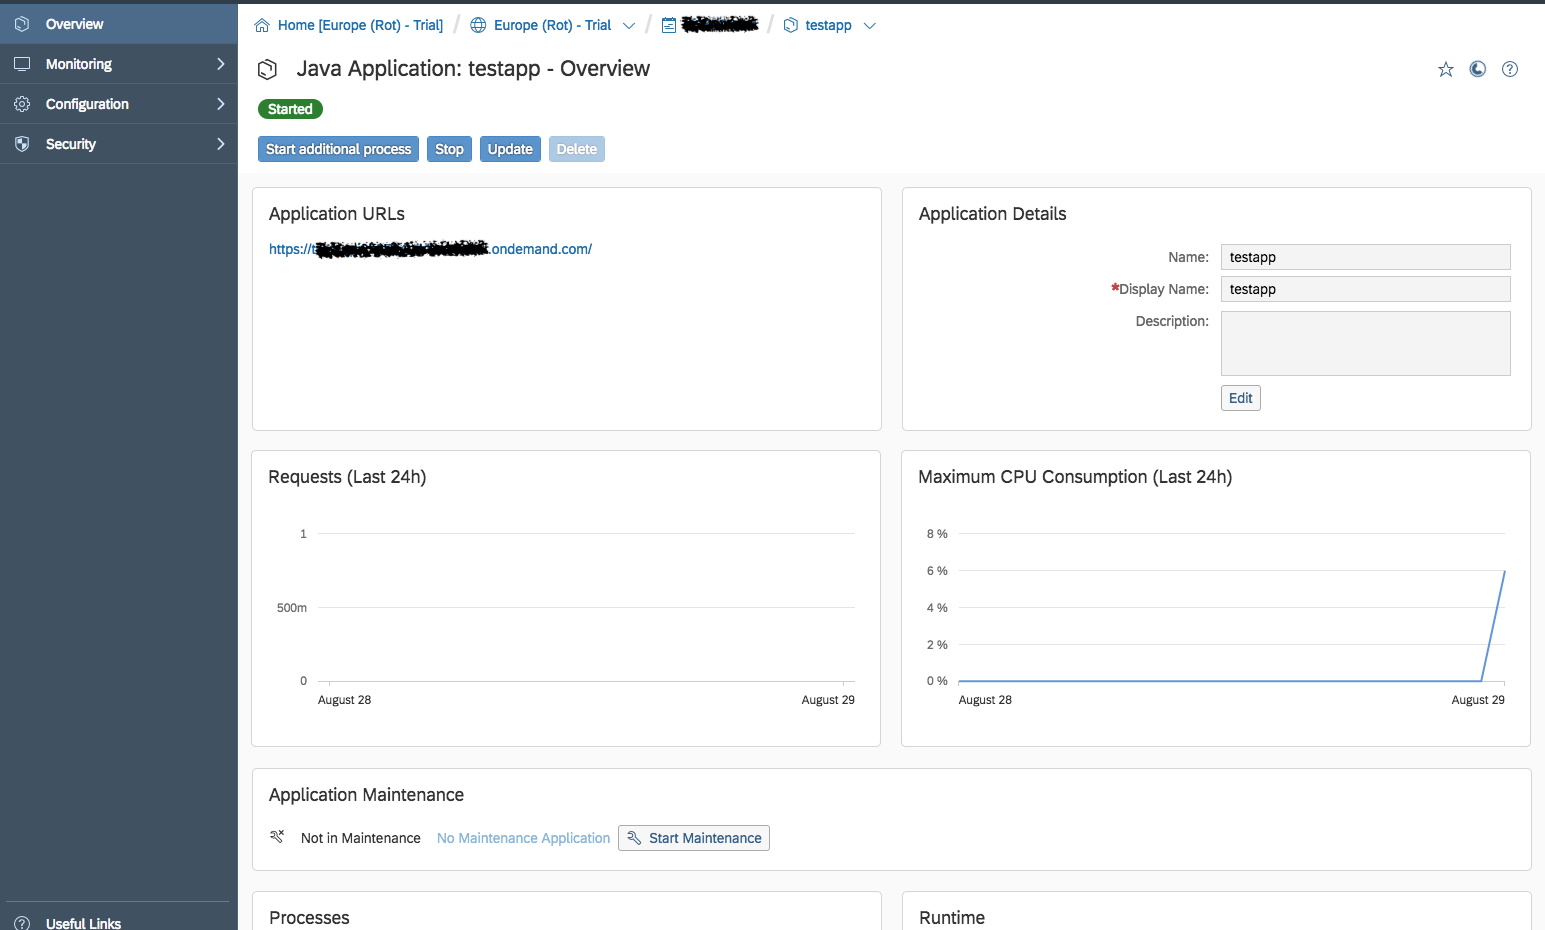 Overview
Monitoring
Configuration
Security
Useful Links
Home [Europe (Rot) - Trial] / Europe (Rot) - Trial / / testapp
Java Application: testapp - Overview
Started
Start additional process Stop Update Delete
Application URLs
https://t .ondemand.com/
Application Details
Name: testapp
*Display Name: testapp
Description:
Edit
Requests (Last 24h)
1
500m
0
August 28 August 29
Maximum CPU Consumption (Last 24h)
8 %
6 %
4 %
2 %
0 %
August 28 August 29
Application Maintenance
Not in Maintenance No Maintenance Application Start Maintenance
Processes
Runtime